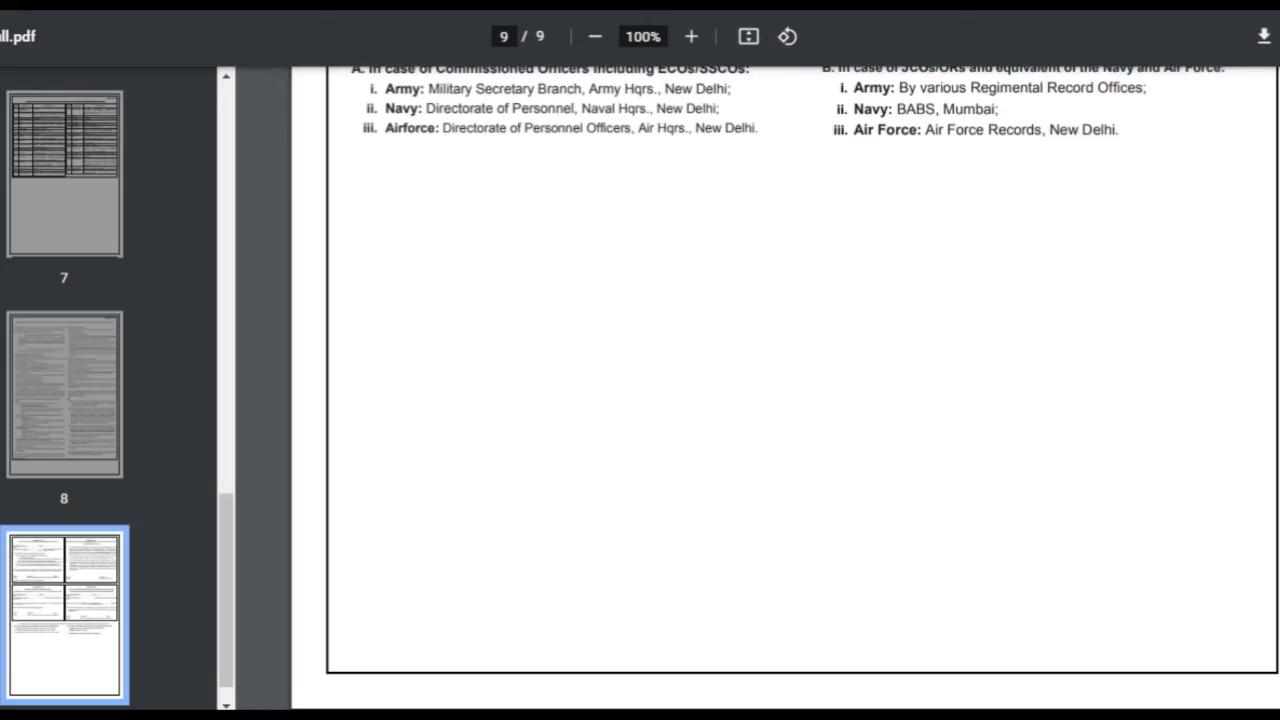 ll.pdf
9 / 9
100%
A. In case of Commissioned Officers including ECOs/SSCOs:
i. Army: Military Secretary Branch, Army Hqrs., New Delhi;
ii. Navy: Directorate of Personnel, Naval Hqrs., New Delhi;
iii. Airforce: Directorate of Personnel Officers, Air Hqrs., New Delhi.
B. In case of JCOs/ORs and equivalent of the Navy and Air Force:
i. Army: By various Regimental Record Offices;
ii. Navy: BABS, Mumbai;
iii. Air Force: Air Force Records, New Delhi.
7
8